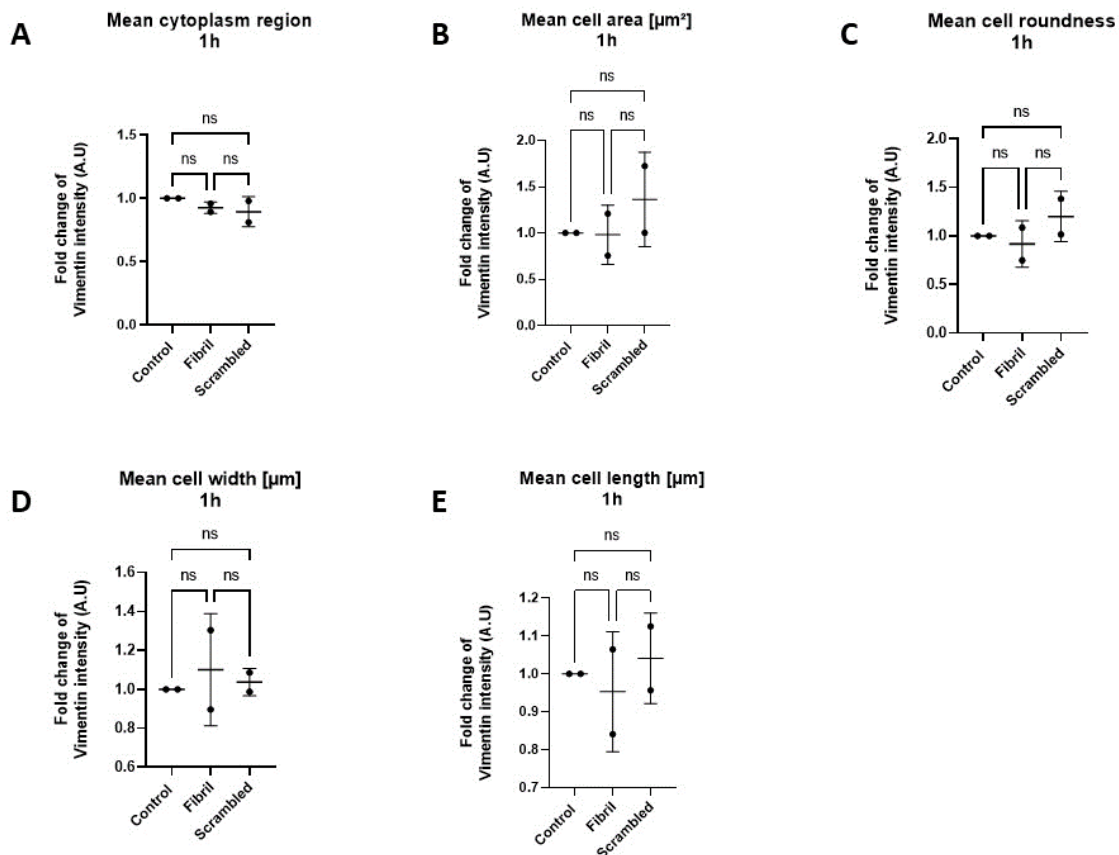 A
Mean cytoplasm region
1h
ns
ns
ns
Fold change of
Vimentin intensity (A.U)
1.5
1.0
0.5
0.0
Control
Fibril
Scrambled
B
Mean cell area [µm²]
1h
ns
ns
ns
Fold change of
Vimentin intensity (A.U)
2.0
1.5
1.0
0.5
0.0
Control
Fibril
Scrambled
C
Mean cell roundness
1h
ns
ns
ns
Fold change of
Vimentin intensity (A.U)
2.0
1.5
1.0
0.5
0.0
Control
Fibril
Scrambled
D
Mean cell width [µm]
1h
ns
ns
ns
Fold change of
Vimentin intensity (A.U)
1.6
1.4
1.2
1.0
0.8
0.6
Control
Fibril
Scrambled
E
Mean cell length [µm]
1h
ns
ns
ns
Fold change of
Vimentin intensity (A.U)
1.2
1.1
1.0
0.9
0.8
0.7
Control
Fibril
Scrambled